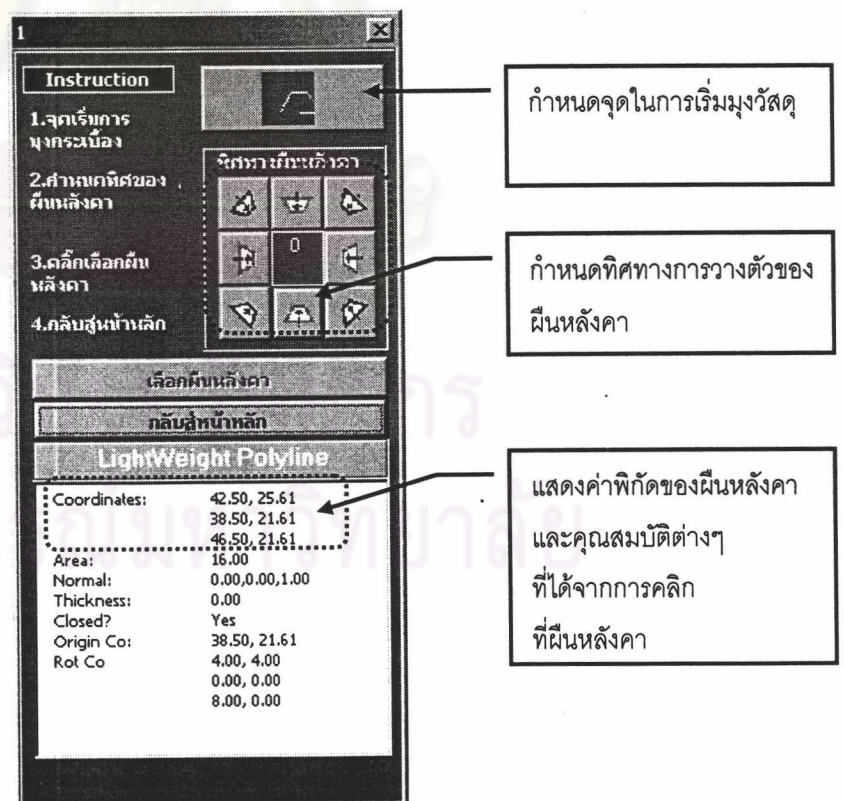 1
Instruction
1.จุดเริ่มการ
มุงกระเบื้อง
2.กำหนดทิศของ
ผืนหลังคา
3.คลิ๊กเลือกผืน
หลังคา
4.กลับสู่หน้าหลัก
ทิศทางผืนหลังคา
0
เลือกผืนหลังคา
กลับสู่หน้าหลัก
LightWeight Polyline
Coordinates: 42.50, 25.61
38.50, 21.61
46.50, 21.61
Area: 16.00
Normal: 0.00,0.00,1.00
Thickness: 0.00
Closed? Yes
Origin Co: 38.50, 21.61
Rot Co 4.00, 4.00
0.00, 0.00
8.00, 0.00
กำหนดจุดในการเริ่มมุงวัสดุ
กำหนดทิศทางการวางตัวของ
ผืนหลังคา
แสดงค่าพิกัดของผืนหลังคา
และคุณสมบัติต่างๆ
ที่ได้จากการคลิก
ที่ผืนหลังคา